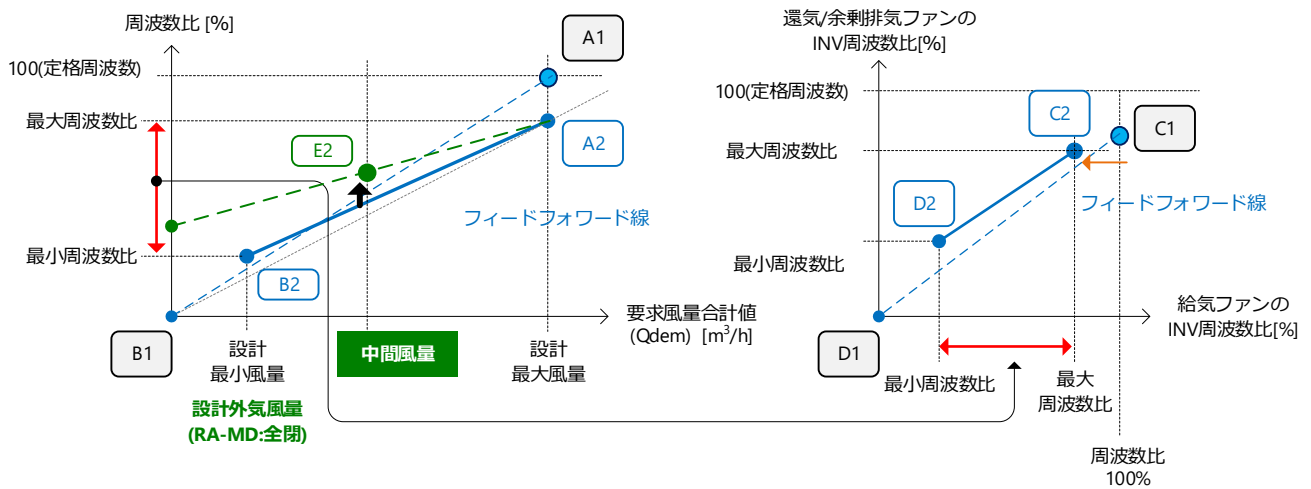 周波数比 [%]
A1
100(定格周波数)
最大周波数比
E2
A2
フィードフォワード線
最小周波数比
B2
要求風量合計値
(Qdem) [m³/h]
B1
設計
最小風量
中間風量
設計
最大風量
設計外気風量
(RA-MD:全閉)
還気/余剰排気ファンの
INV周波数比[%]
100(定格周波数)
C2
C1
最大周波数比
D2
フィードフォワード線
最小周波数比
給気ファンの
INV周波数比[%]
D1
最小周波数比
最大
周波数比
周波数比
100%